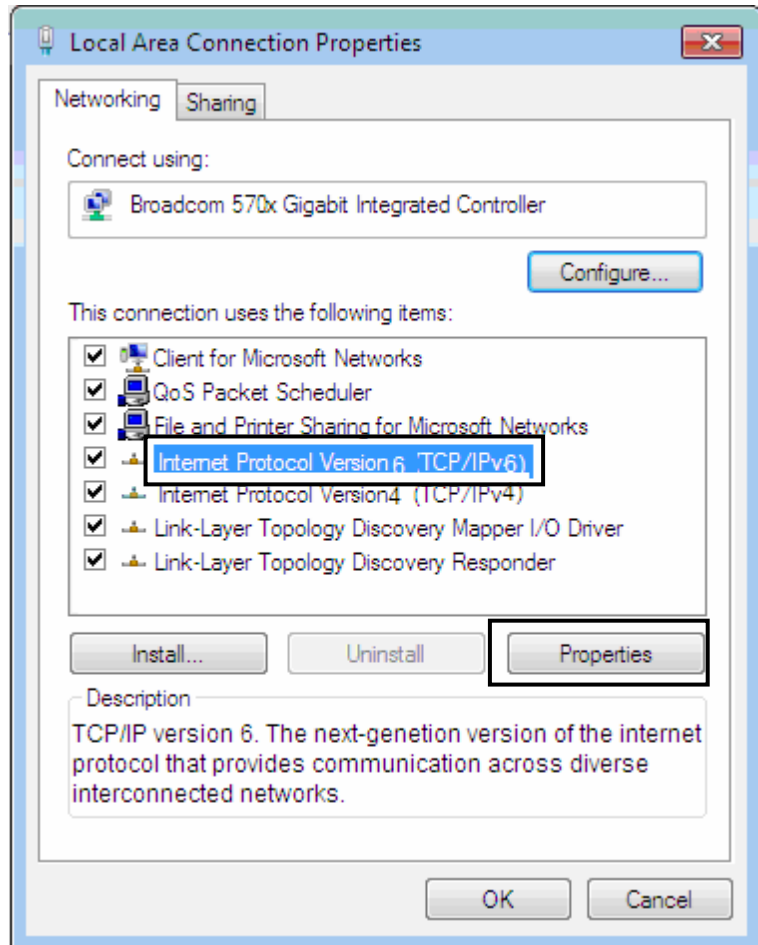 Local Area Connection Properties
Networking Sharing
Connect using:
Broadcom 570x Gigabit Integrated Controller
Configure...
This connection uses the following items:
Client for Microsoft Networks
QoS Packet Scheduler
File and Printer Sharing for Microsoft Networks
Internet Protocol Version 6 (TCP/IPv6)
Internet Protocol Version4 (TCP/IPv4)
Link-Layer Topology Discovery Mapper I/O Driver
Link-Layer Topology Discovery Responder
Install... Uninstall Properties
Description
TCP/IP version 6. The next-genetion version of the internet
protocol that provides communication across diverse
interconnected networks.
OK Cancel